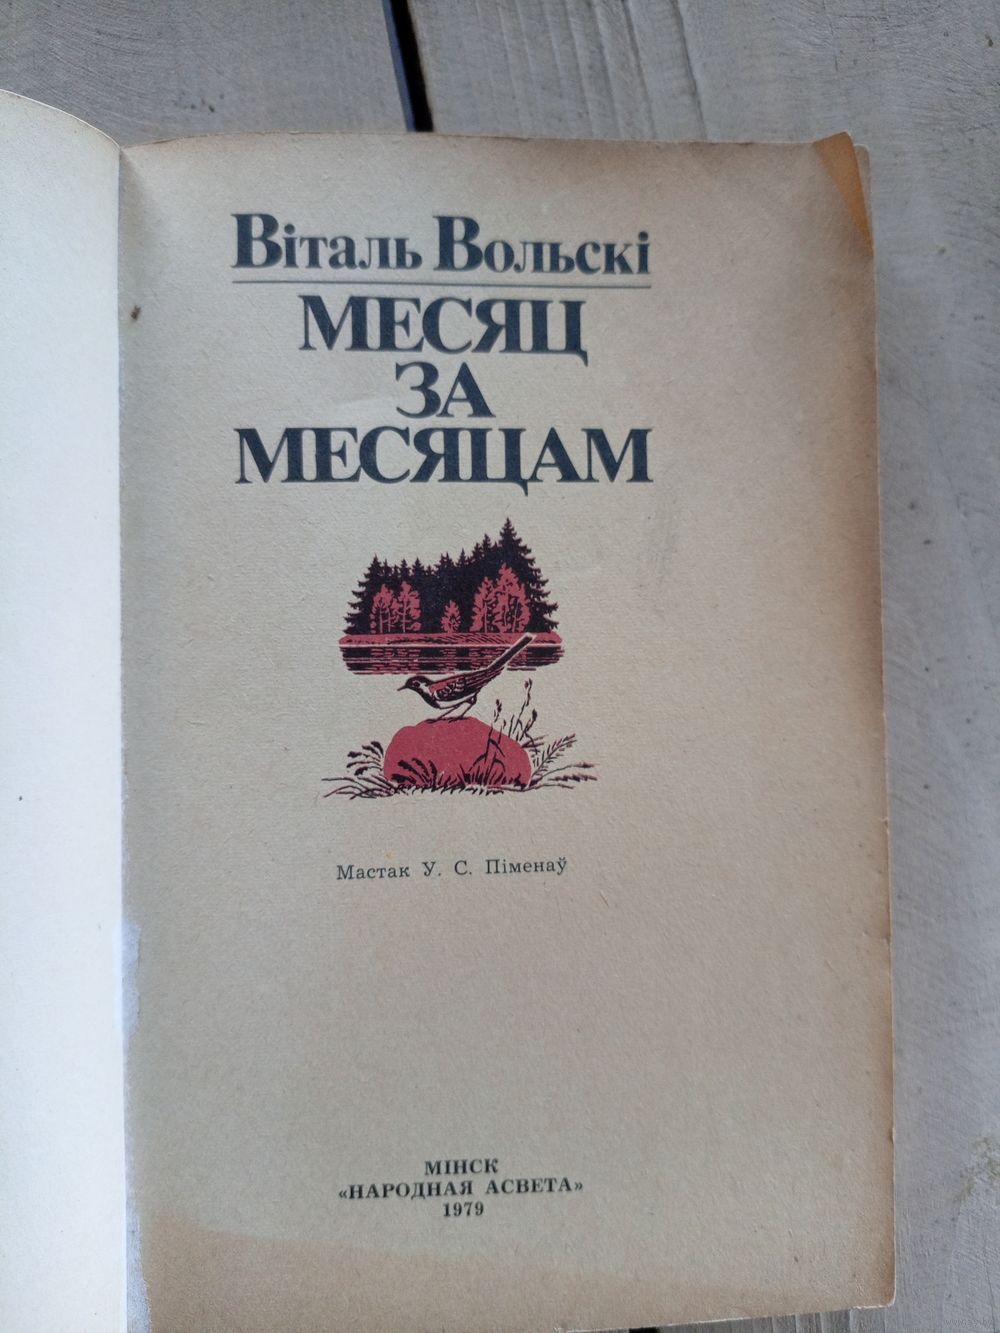 Віталь Вольскі
МЕСЯЦ
ЗА
МЕСЯЦАМ
Мастак У. С. Піменаў
МІНСК
«НАРОДНАЯ АСВЕТА»
1979